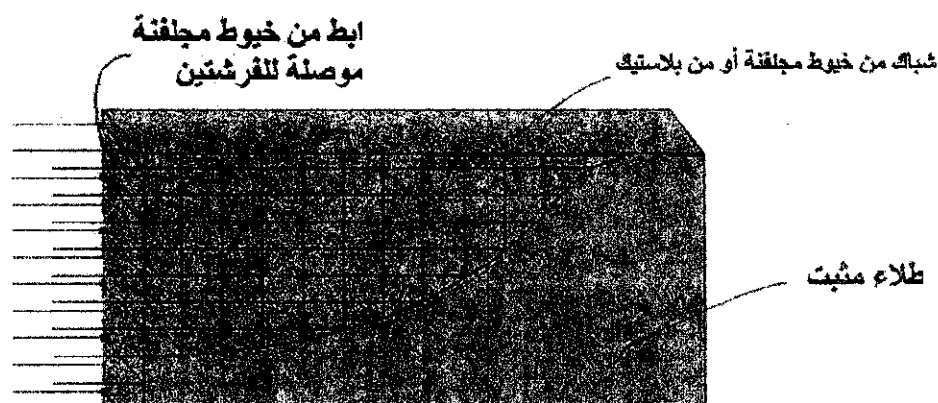 ابط من خيوط مجلفنة
موصلة للفرشتين
شباك من خيوط مجلفنة أو من بلاستيك
طلاء مثبت